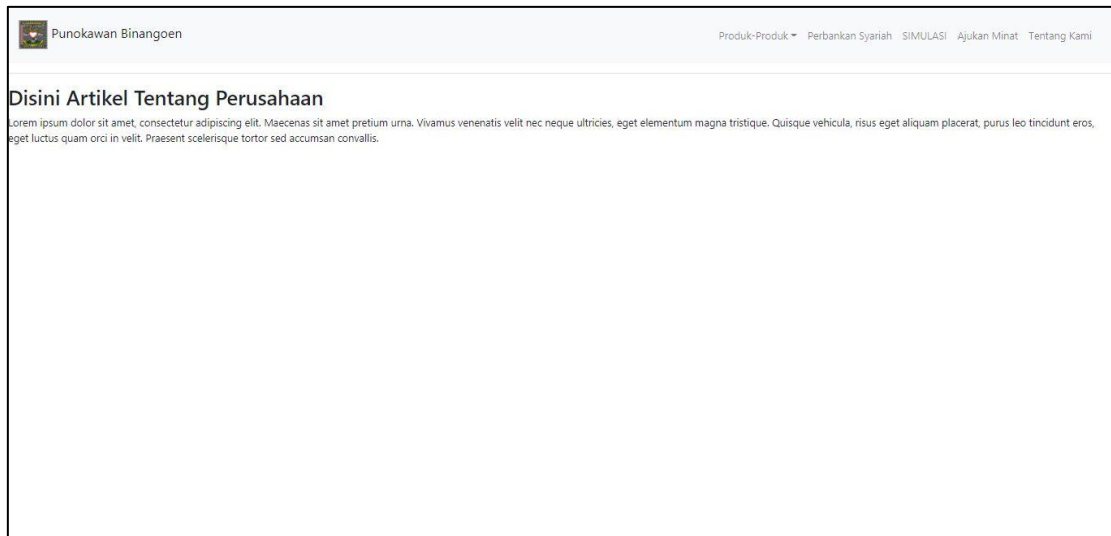 Punokawan Binangoen
Produk-Produk Perbankan Syariah SIMULASI Ajukan Minat Tentang Kami
Disini Artikel Tentang Perusahaan
Lorem ipsum dolor sit amet, consectetur adipiscing elit. Maecenas sit amet pretium urna. Vivamus venenatis velit nec neque ultricies, eget elementum magna tristique. Quisque vehicula, risus eget aliquam placerat, purus leo tincidunt eros,
eget luctus quam orci in velit. Praesent scelerisque tortor sed accumsan convallis.